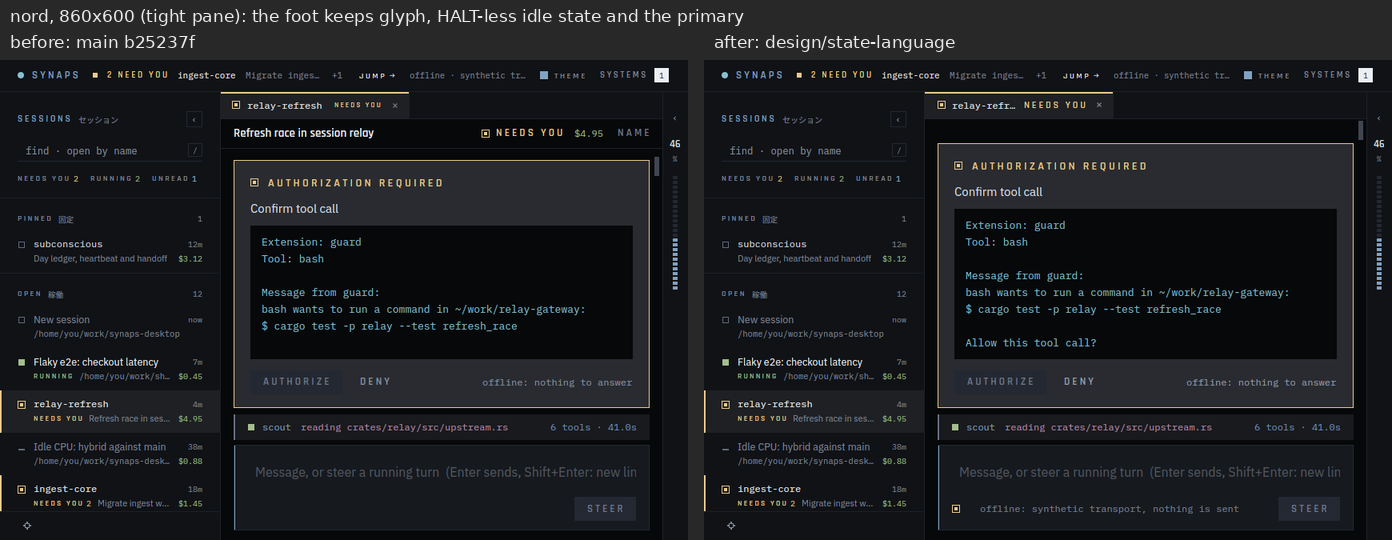 nord, 860x600 (tight pane): the foot keeps glyph, HALT-less idle state and the primary
before: main b25237f
SYNAPS 2 NEED YOU ingest-core Migrate inges… +1 JUMP → offline · synthetic tr… THEME SYSTEMS 1
SESSIONS セッション ‹
find · open by name /
NEEDS YOU 2 RUNNING 2 UNREAD 1
PINNED 固定 1
subconscious 12m
Day ledger, heartbeat and handoff $3.12
OPEN 稼働 12
New session now
/home/you/work/synaps-desktop
Flaky e2e: checkout latency 7m
RUNNING /home/you/work/sh… $0.45
relay-refresh 4m
NEEDS YOU Refresh race in ses… $4.95
Idle CPU: hybrid against main 38m
/home/you/work/synaps-desk… $0.88
ingest-core 18m
NEEDS YOU 2 Migrate ingest w… $1.45
relay-refresh NEEDS YOU ×
Refresh race in session relay NEEDS YOU $4.95 NAME
AUTHORIZATION REQUIRED
Confirm tool call
Extension: guard
Tool: bash
Message from guard:
bash wants to run a command in ~/work/relay-gateway:
$ cargo test -p relay --test refresh_race
AUTHORIZE DENY offline: nothing to answer
scout reading crates/relay/src/upstream.rs 6 tools · 41.0s
Message, or steer a running turn (Enter sends, Shift+Enter: new lin
STEER
‹
46
%
after: design/state-language
SYNAPS 2 NEED YOU ingest-core Migrate inges… +1 JUMP → offline · synthetic tr… THEME SYSTEMS 1
SESSIONS セッション ‹
find · open by name /
NEEDS YOU 2 RUNNING 2 UNREAD 1
PINNED 固定 1
subconscious 12m
Day ledger, heartbeat and handoff $3.12
OPEN 稼働 12
New session now
/home/you/work/synaps-desktop
Flaky e2e: checkout latency 7m
RUNNING /home/you/work/sh… $0.45
relay-refresh 4m
NEEDS YOU Refresh race in ses… $4.95
Idle CPU: hybrid against main 38m
/home/you/work/synaps-desk… $0.88
ingest-core 18m
NEEDS YOU 2 Migrate ingest w… $1.45
relay-refr… NEEDS YOU ×
AUTHORIZATION REQUIRED
Confirm tool call
Extension: guard
Tool: bash
Message from guard:
bash wants to run a command in ~/work/relay-gateway:
$ cargo test -p relay --test refresh_race
Allow this tool call?
AUTHORIZE DENY offline: nothing to answer
scout reading crates/relay/src/upstream.rs 6 tools · 41.0s
Message, or steer a running turn (Enter sends, Shift+Enter: new lin
offline: synthetic transport, nothing is sent STEER
‹
46
%